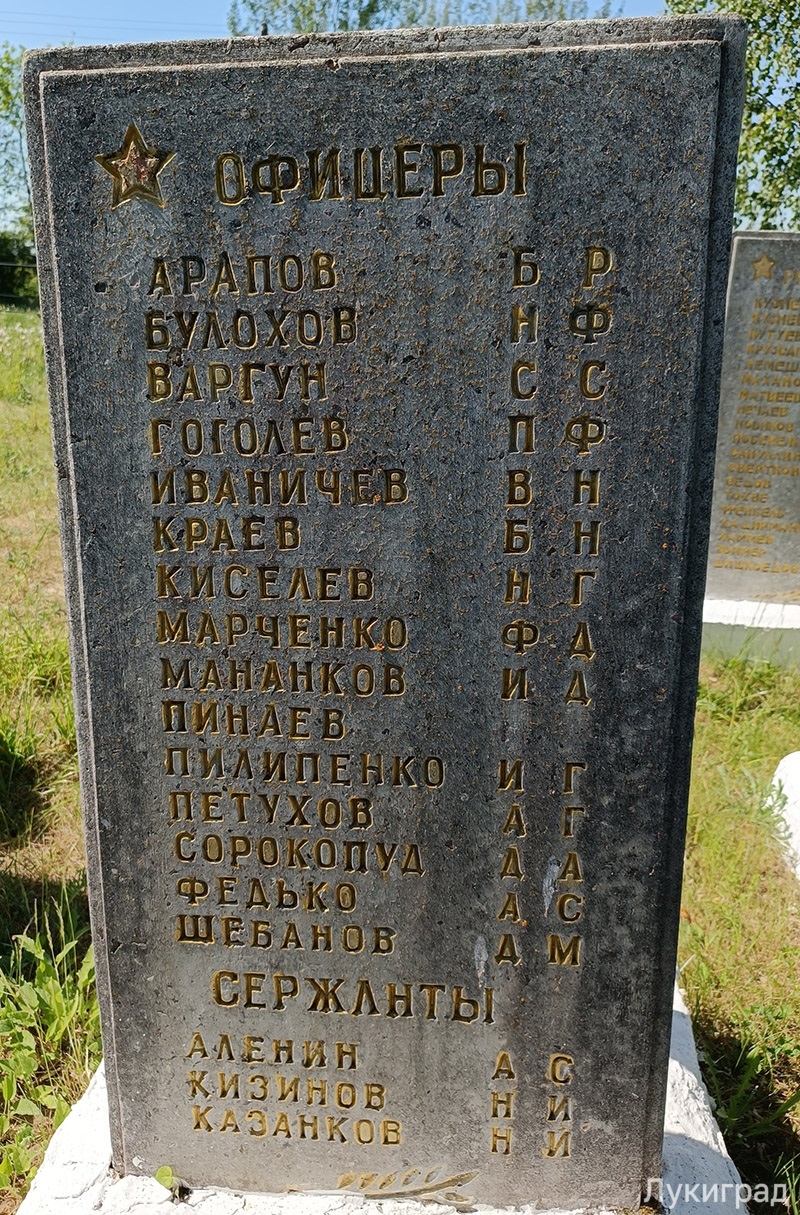 ОФИЦЕРЫ
АРАПОВ Б Р
БУЛОХОВ Н Ф
ВАРГУН С С
ГОГОЛЕВ П Ф
ИВАНИЧЕВ В Н
КРАЕВ Б Н
КИСЕЛЕВ Н Г
МАРЧЕНКО Ф Д
МАНАНКОВ И Д
ПИНАЕВ
ПИЛИПЕНКО И Г
ПЕТУХОВ А Г
СОРОКОПУД Д А
ФЕДЬКО А С
ШЕБАНОВ Д М
СЕРЖАНТЫ
АЛЕНИН А С
КИЗИНОВ Н И
КАЗАНКОВ Н И
Лукиград